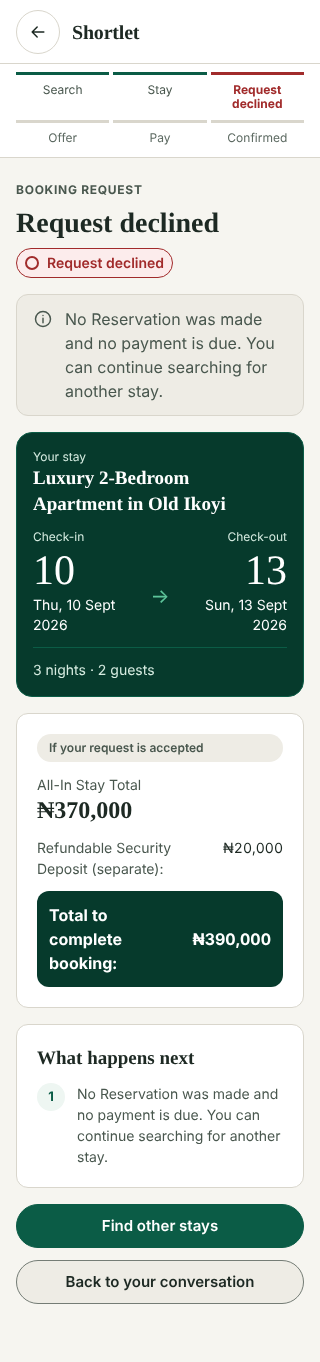 Shortlet
Search
Stay
Request
declined
Offer
Pay
Confirmed
BOOKING REQUEST
Request declined
Request declined
No Reservation was made
and no payment is due. You
can continue searching for
another stay.
Your stay
Luxury 2-Bedroom
Apartment in Old Ikoyi
Check-in
10
Thu, 10 Sept
2026
→
Check-out
13
Sun, 13 Sept
2026
3 nights · 2 guests
If your request is accepted
All-In Stay Total
₦370,000
Refundable Security
Deposit (separate):
₦20,000
Total to
complete
booking:
₦390,000
What happens next
1
No Reservation was made and
no payment is due. You can
continue searching for another
stay.
Find other stays
Back to your conversation